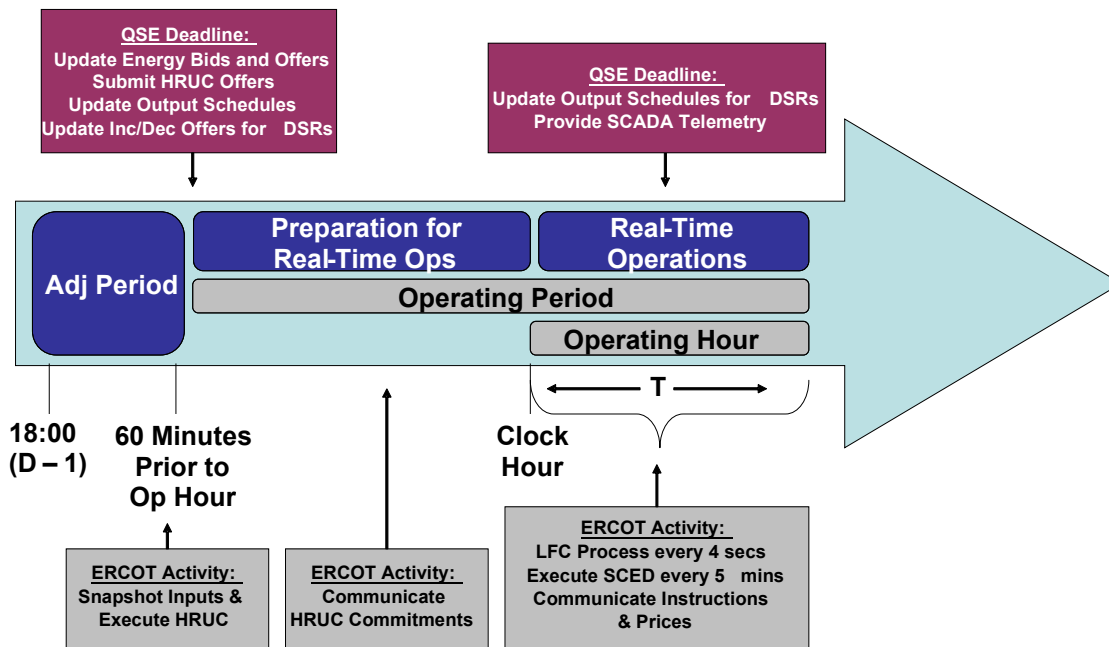 QSE Deadline:
Update Energy Bids and Offers
Submit HRUC Offers
Update Output Schedules
Update Inc/Dec Offers for DSRs
QSE Deadline:
Update Output Schedules for DSRs
Provide SCADA Telemetry
Adj Period
Preparation for
Real-Time Ops
Real-Time
Operations
Operating Period
Operating Hour
T
18:00
(D – 1)
60 Minutes
Prior to
Op Hour
Clock
Hour
ERCOT Activity:
Snapshot Inputs &
Execute HRUC
ERCOT Activity:
Communicate
HRUC Commitments
ERCOT Activity:
LFC Process every 4 secs
Execute SCED every 5 mins
Communicate Instructions
& Prices